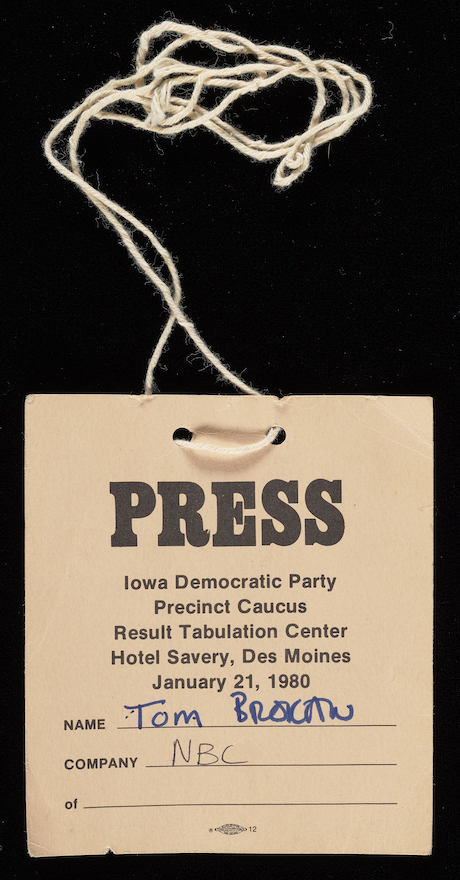 PRESS
Iowa Democratic Party
Precinct Caucus
Result Tabulation Center
Hotel Savery, Des Moines
January 21, 1980
NAME Tom BROKAW
COMPANY NBC
of
12